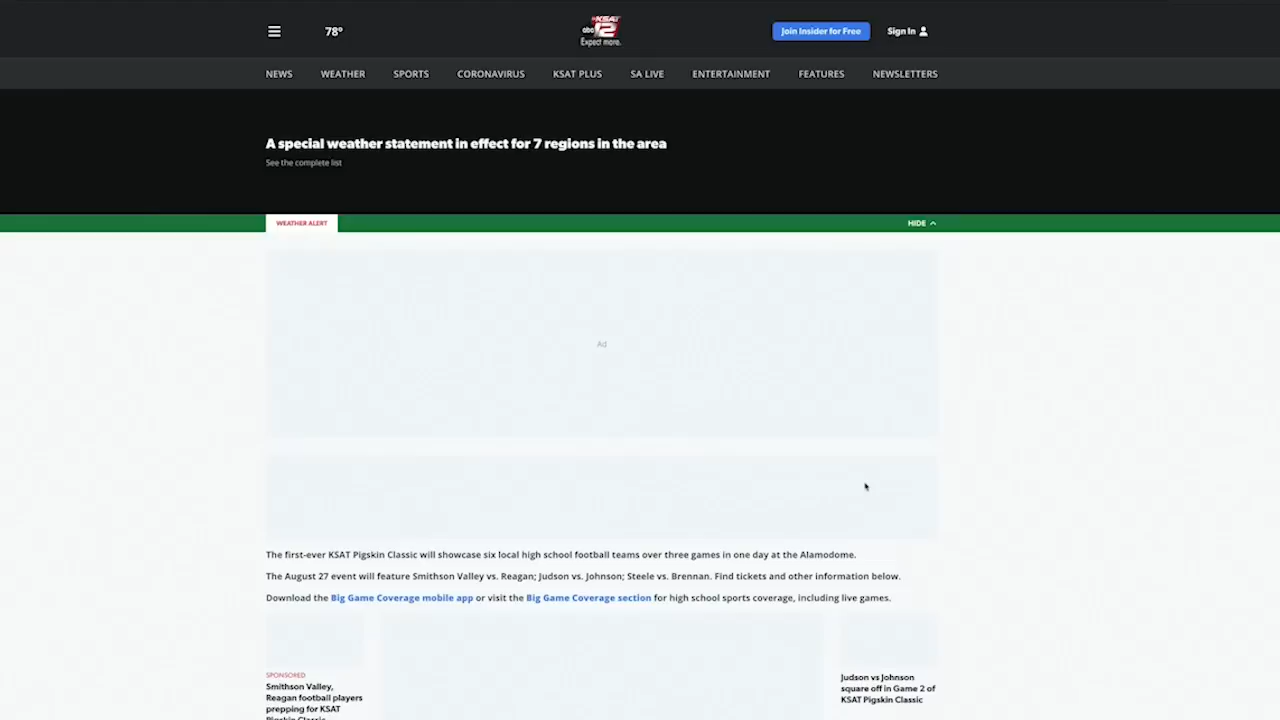 78°
KSAT
abc 12
Expect more.
Join Insider for Free
Sign In
NEWS WEATHER SPORTS CORONAVIRUS KSAT PLUS SA LIVE ENTERTAINMENT FEATURES NEWSLETTERS
A special weather statement in effect for 7 regions in the area
See the complete list
WEATHER ALERT
HIDE
Ad
The first-ever KSAT Pigskin Classic will showcase six local high school football teams over three games in one day at the Alamodome.
The August 27 event will feature Smithson Valley vs. Reagan; Judson vs. Johnson; Steele vs. Brennan. Find tickets and other information below.
Download the Big Game Coverage mobile app or visit the Big Game Coverage section for high school sports coverage, including live games.
SPONSORED
Smithson Valley,
Reagan football players
prepping for KSAT
Pigskin Classic
Judson vs Johnson
square off in Game 2 of
KSAT Pigskin Classic